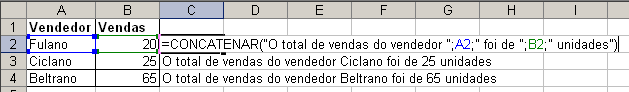 A B C D E F G H I
1 Vendedor Vendas
2 Fulano 20 =CONCATENAR("O total de vendas do vendedor ";A2;" foi de ";B2;" unidades")
3 Ciclano 25 O total de vendas do vendedor Ciclano foi de 25 unidades
4 Beltrano 65 O total de vendas do vendedor Beltrano foi de 65 unidades